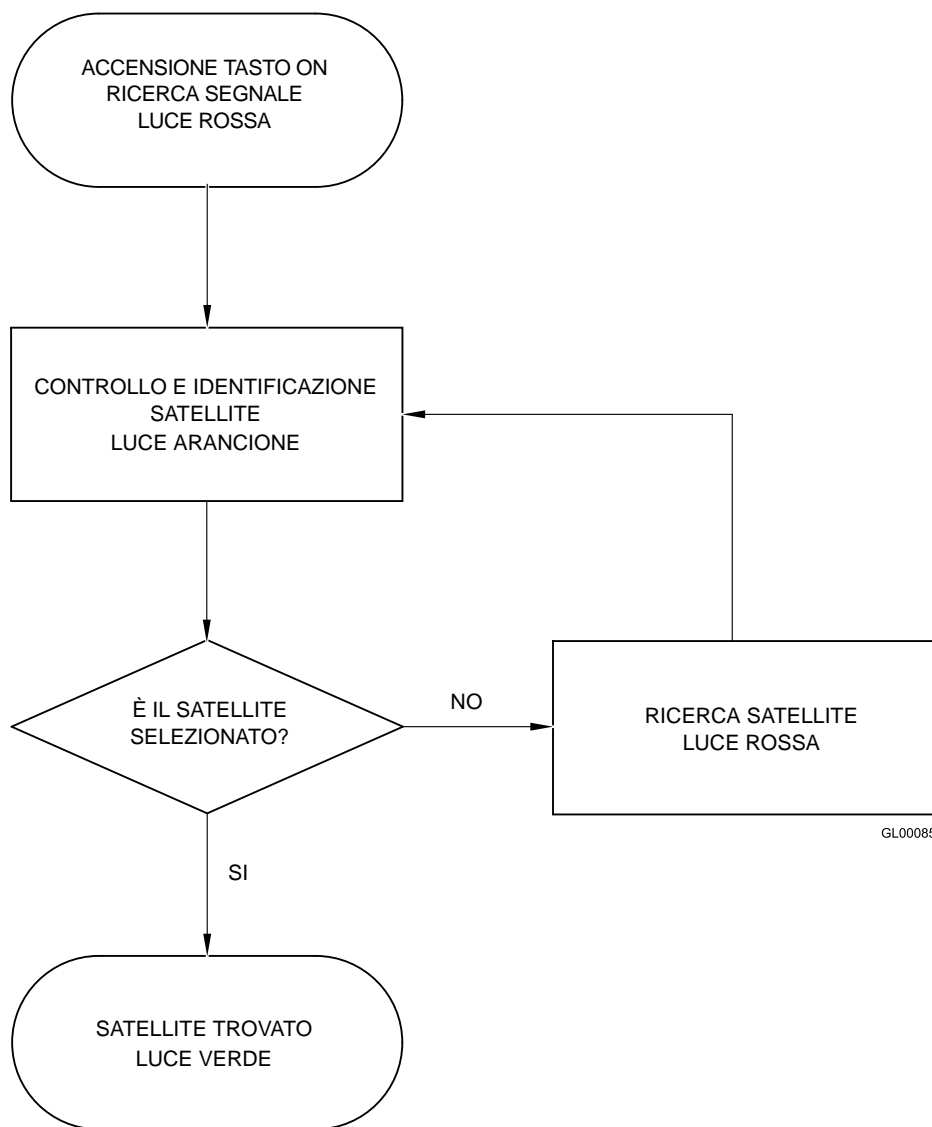 ACCENSIONE TASTO ON
RICERCA SEGNALE
LUCE ROSSA
CONTROLLO E IDENTIFICAZIONE
SATELLITE
LUCE ARANCIONE
È IL SATELLITE
SELEZIONATO?
NO
RICERCA SATELLITE
LUCE ROSSA
GL00085
SI
SATELLITE TROVATO
LUCE VERDE